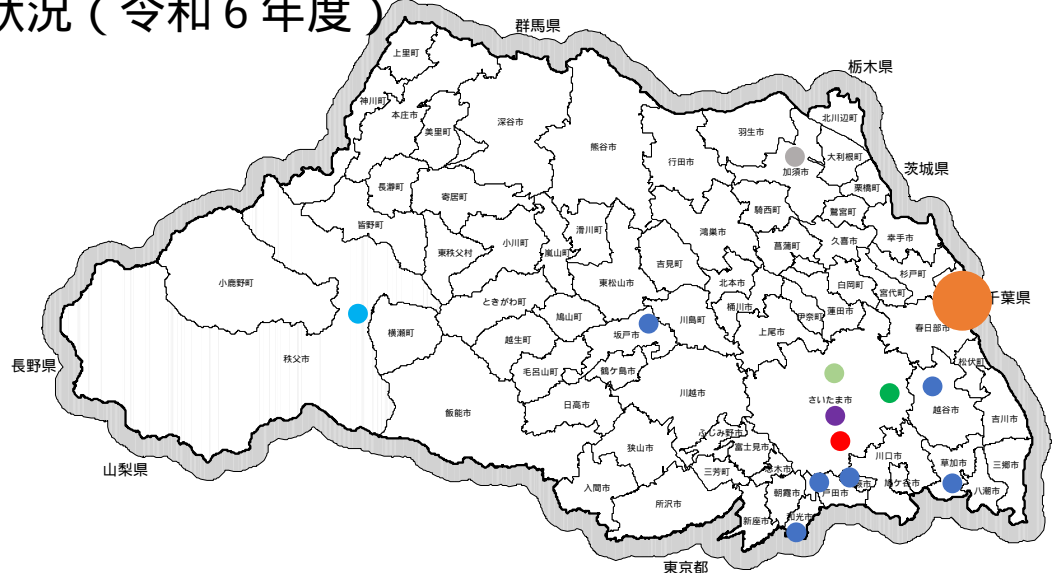 状況（令和６年度）
群馬県
栃木県
茨城県
千葉県
東京都
山梨県
長野県
上里町
神川町
本庄市
美里町
深谷市
熊谷市
行田市
羽生市
加須市
北川辺町
大利根町
栗橋町
長瀞町
寄居町
皆野町
東秩父村
小川町
嵐山町
滑川町
東松山市
吉見町
鴻巣市
騎西町
菖蒲町
鷲宮町
久喜市
幸手市
杉戸町
宮代町
白岡町
蓮田市
伊奈町
桶川市
北本市
上尾市
春日部市
松伏町
小鹿野町
秩父市
横瀬町
ときがわ町
鳩山町
越生町
毛呂山町
坂戸市
鶴ケ島市
川島町
川越市
日高市
飯能市
狭山市
入間市
所沢市
ふじみ野市
富士見市
三芳町
志木市
朝霞市
新座市
和光市
さいたま市
戸田市
川口市
鳩ケ谷市
越谷市
草加市
八潮市
三郷市
吉川市